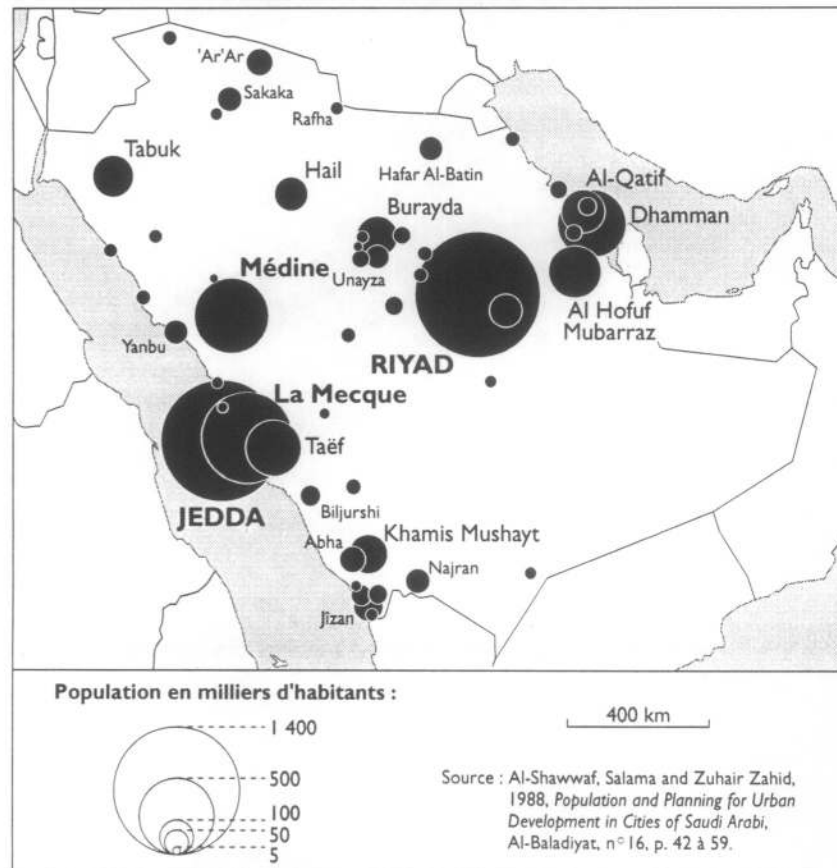 'Ar'Ar
Sakaka
Rafha
Tabuk
Hail
Hafar Al-Batin
Al-Qatif
Burayda
Dhamman
Unayza
Médine
Al Hofuf
Mubarraz
Yanbu
RIYAD
La Mecque
Taëf
JEDDA
Biljurshi
Khamis Mushayt
Abha
Najran
Jîzan
Population en milliers d'habitants :
1 400
500
100
50
5
400 km
Source : Al-Shawwaf, Salama and Zuhair Zahid,
1988, Population and Planning for Urban
Development in Cities of Saudi Arabi,
Al-Baladiyat, n° 16, p. 42 à 59.